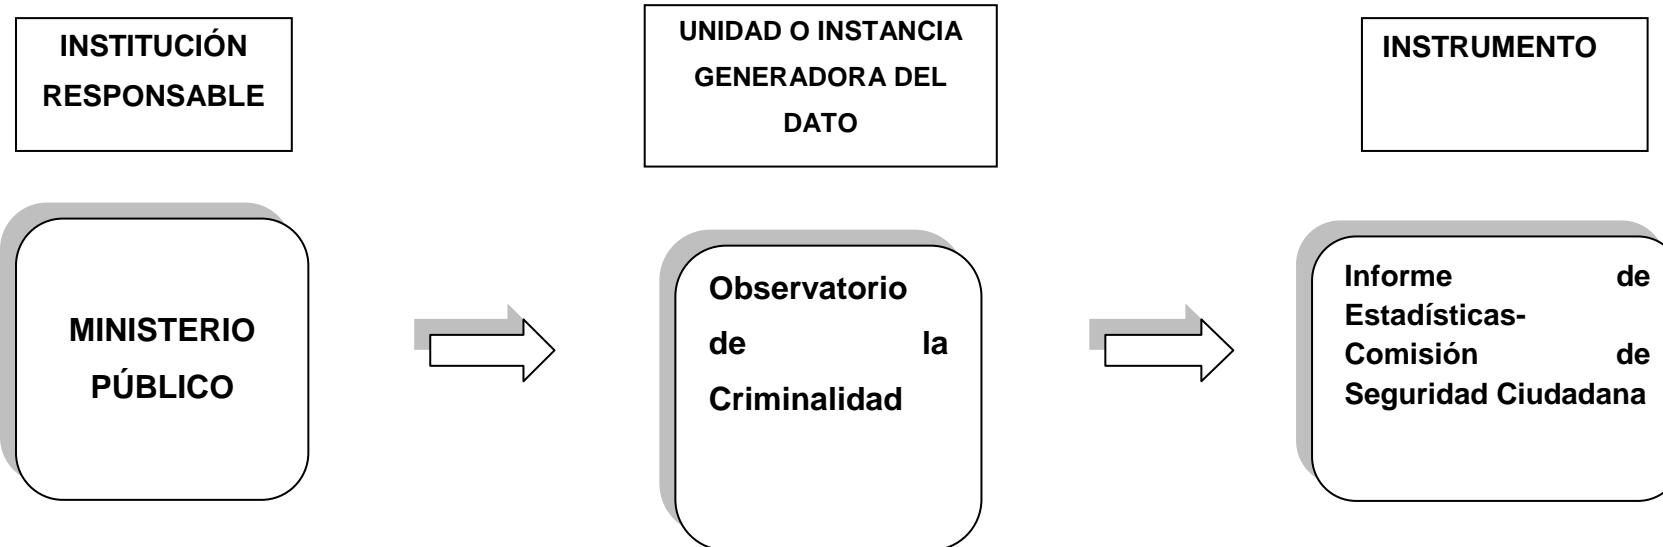 INSTITUCIÓN
RESPONSABLE
UNIDAD O INSTANCIA
GENERADORA DEL
DATO
INSTRUMENTO
MINISTERIO
PÚBLICO
Observatorio
de la
Criminalidad
Informe de
Estadísticas-
Comisión de
Seguridad Ciudadana